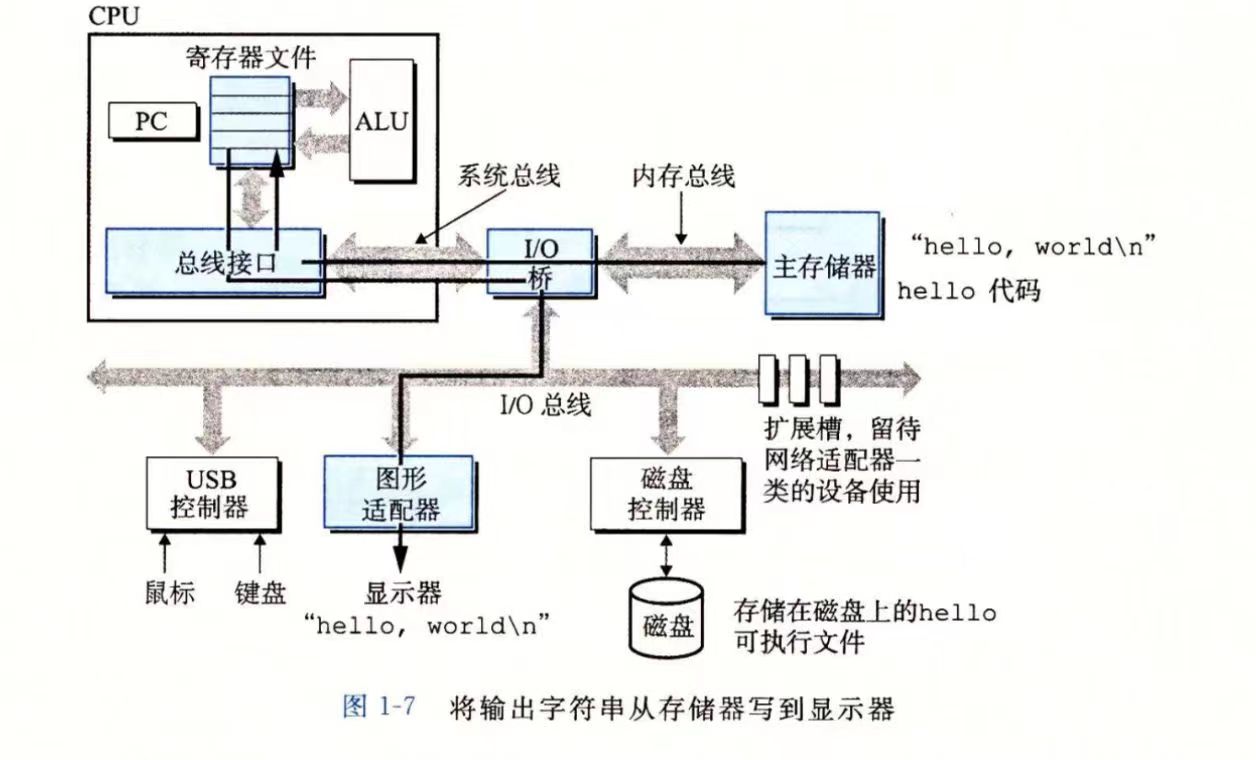 CPU
寄存器文件
PC
ALU
系统总线
内存总线
总线接口
I/O
桥
主存储器
“hello, world\n”
hello 代码
I/O 总线
扩展槽，留待
网络适配器一
类的设备使用
USB
控制器
图形
适配器
磁盘
控制器
鼠标
键盘
显示器
“hello, world\n”
磁盘
存储在磁盘上的hello
可执行文件
图 1-7 将输出字符串从存储器写到显示器